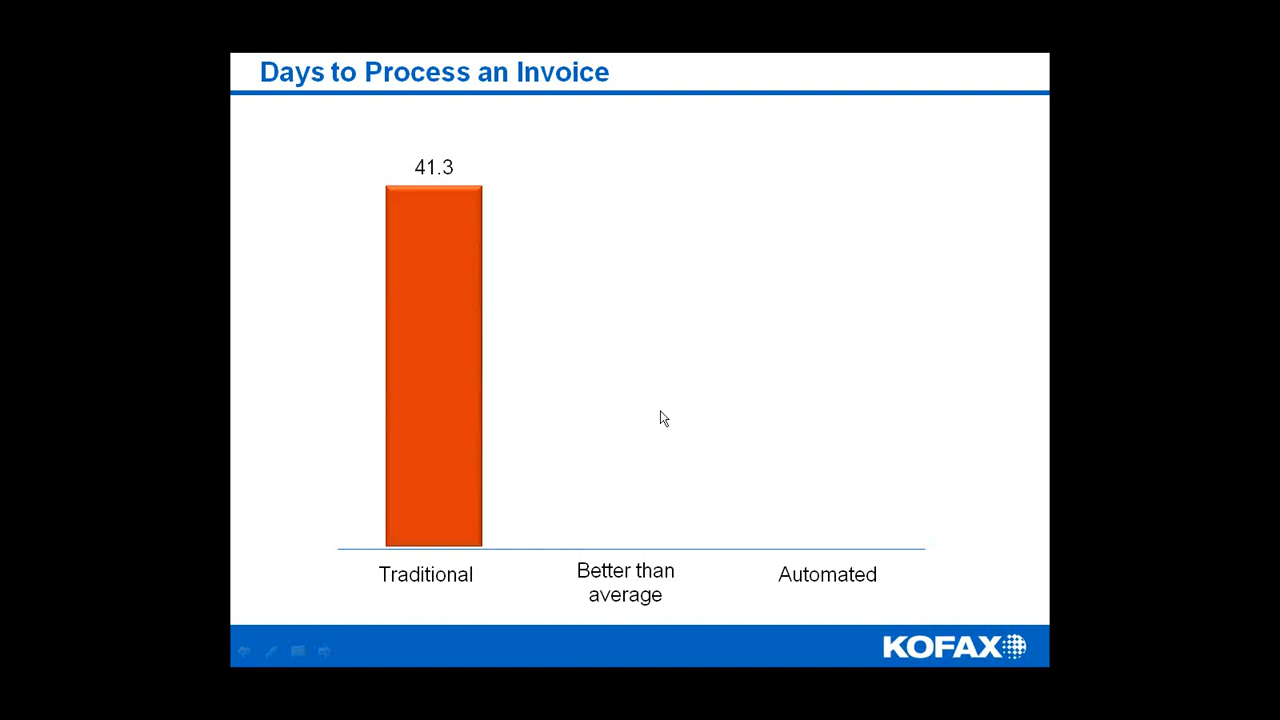 Days to Process an Invoice
41.3
Traditional
Better than
average
Automated
KOFAX